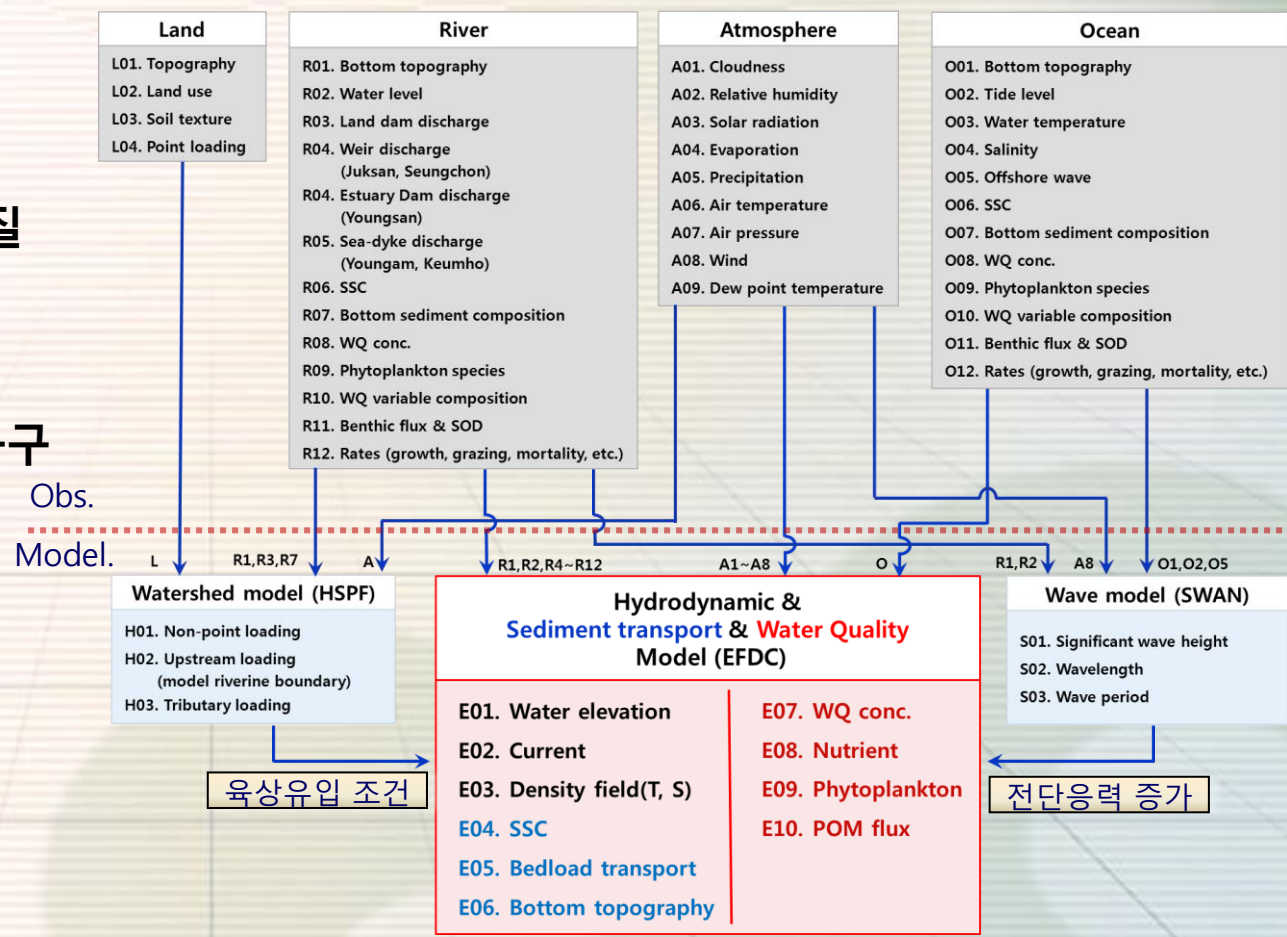 Land
L01. Topography
L02. Land use
L03. Soil texture
L04. Point loading
River
R01. Bottom topography
R02. Water level
R03. Land dam discharge
R04. Weir discharge
(Juksan, Seungchon)
R04. Estuary Dam discharge
(Youngsan)
R05. Sea-dyke discharge
(Youngam, Keumho)
R06. SSC
R07. Bottom sediment composition
R08. WQ conc.
R09. Phytoplankton species
R10. WQ variable composition
R11. Benthic flux & SOD
R12. Rates (growth, grazing, mortality, etc.)
Atmosphere
A01. Cloudness
A02. Relative humidity
A03. Solar radiation
A04. Evaporation
A05. Precipitation
A06. Air temperature
A07. Air pressure
A08. Wind
A09. Dew point temperature
Ocean
O01. Bottom topography
O02. Tide level
O03. Water temperature
O04. Salinity
O05. Offshore wave
O06. SSC
O07. Bottom sediment composition
O08. WQ conc.
O09. Phytoplankton species
O10. WQ variable composition
O11. Benthic flux & SOD
O12. Rates (growth, grazing, mortality, etc.)
질
구
Obs.
Model.
L
R1,R3,R7
A
R1,R2,R4~R12
A1~A8
O
R1,R2
A8
O1,O2,O5
Watershed model (HSPF)
H01. Non-point loading
H02. Upstream loading
(model riverine boundary)
H03. Tributary loading
육상유입 조건
Hydrodynamic &
Sediment transport & Water Quality
Model (EFDC)
E01. Water elevation
E02. Current
E03. Density field(T, S)
E04. SSC
E05. Bedload transport
E06. Bottom topography
E07. WQ conc.
E08. Nutrient
E09. Phytoplankton
E10. POM flux
Wave model (SWAN)
S01. Significant wave height
S02. Wavelength
S03. Wave period
전단응력 증가